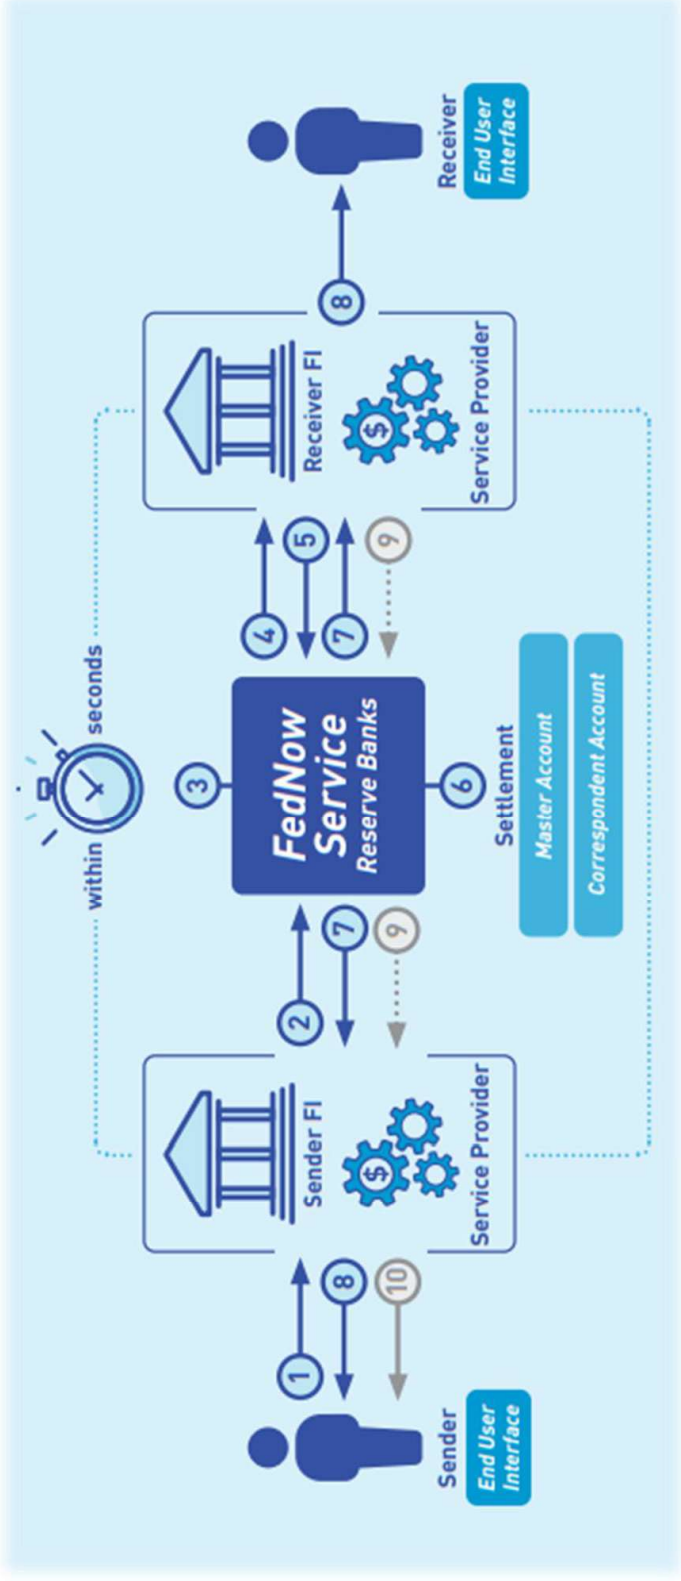 within seconds
Sender
End User
Interface
1
8
10
Sender FI
Service Provider
2
7
9
3
FedNow
Service
Reserve Banks
6
Settlement
Master Account
Correspondent Account
4
5
7
9
Receiver FI
Service Provider
8
Receiver
End User
Interface